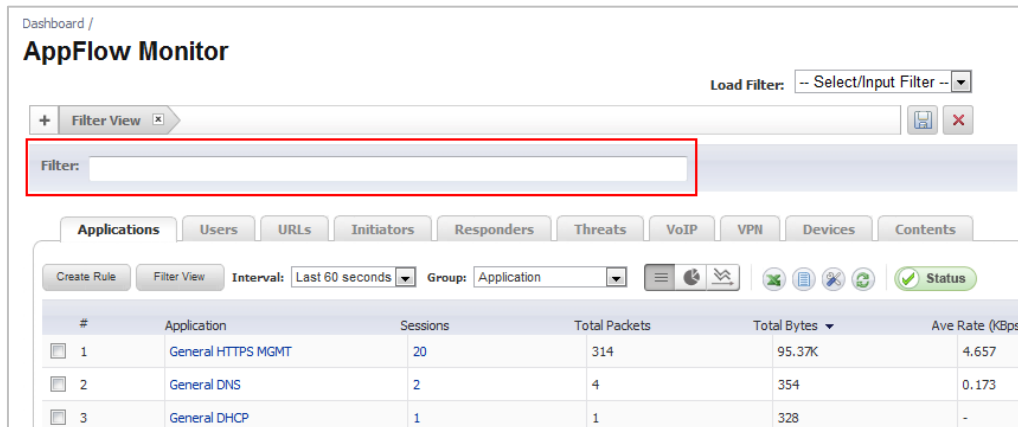 Dashboard /
AppFlow Monitor
Load Filter: -- Select/Input Filter --
+ Filter View x
Filter:
Applications Users URLs Initiators Responders Threats VoIP VPN Devices Contents
Create Rule Filter View Interval: Last 60 seconds Group: Application Status
# Application Sessions Total Packets Total Bytes Ave Rate (KBps
1 General HTTPS MGMT 20 314 95.37K 4.657
2 General DNS 2 4 354 0.173
3 General DHCP 1 1 328 -